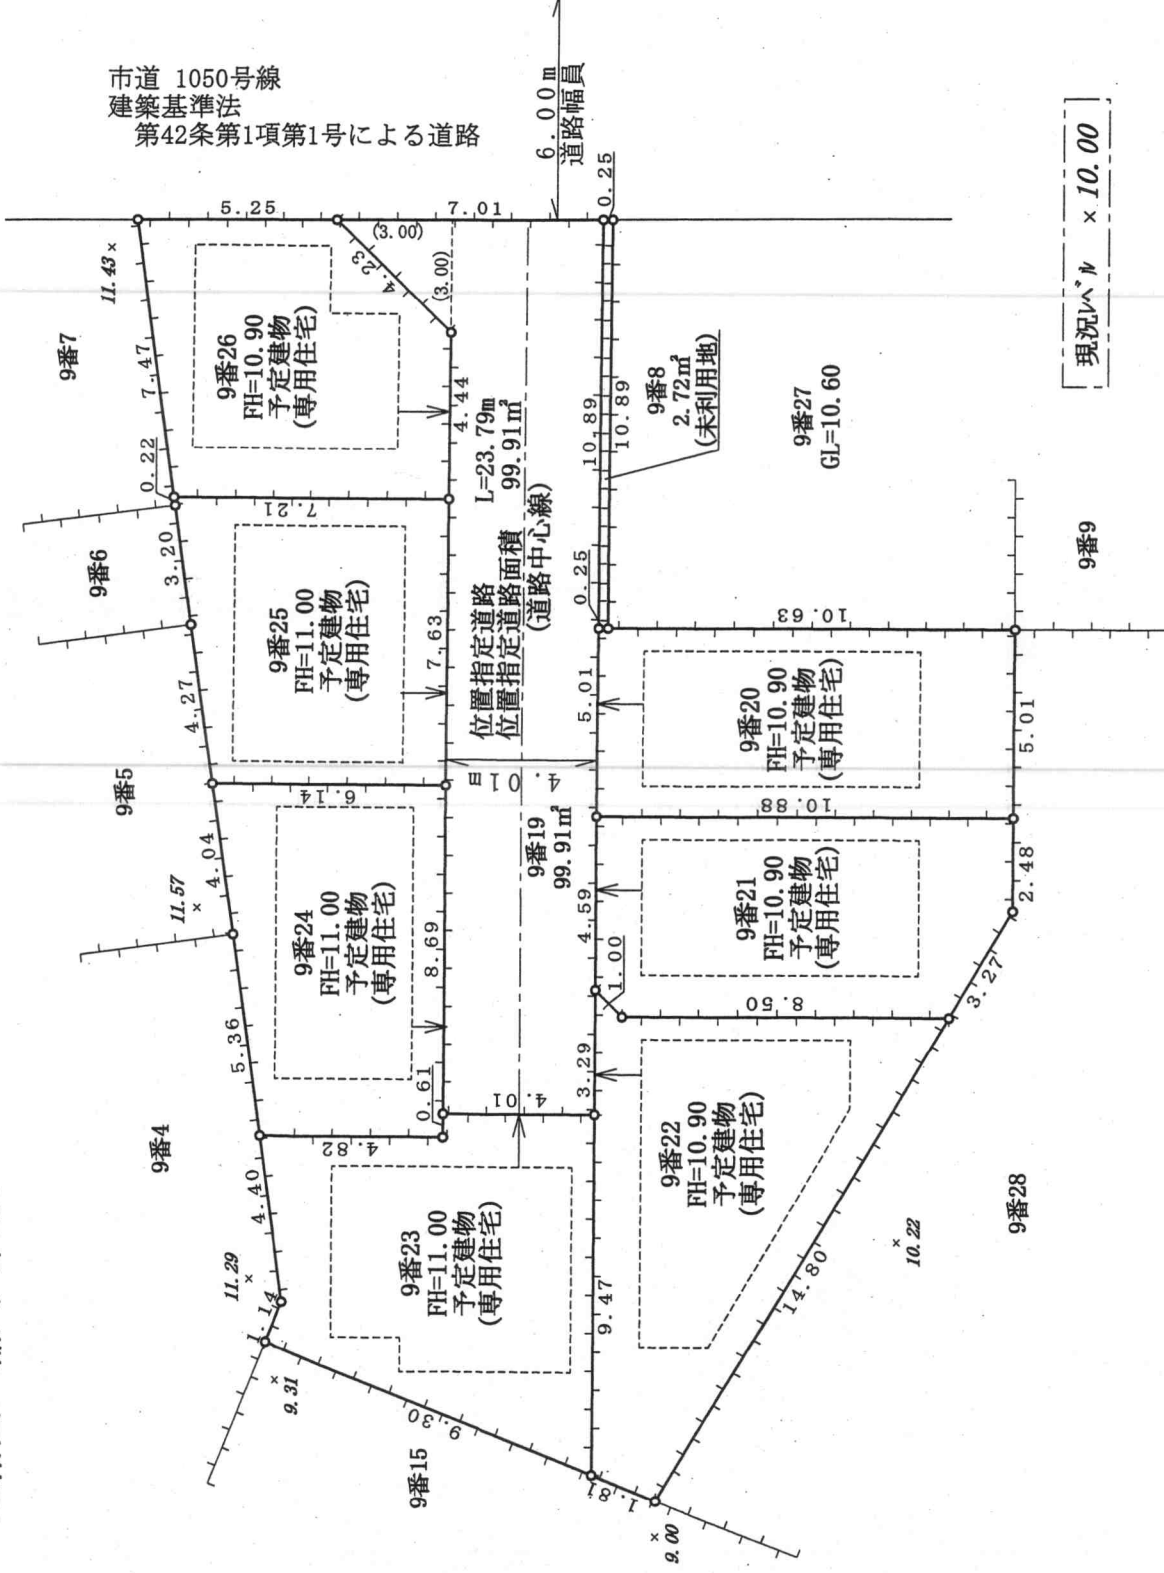 市道 1050号線
建築基準法
第42条第1項第1号による道路
6.00m
道路幅員
現況レベル × 10.00
9番7
11.43 ×
5.25
7.01
0.25
(3.00)
4.23
(3.00)
7.47
9番26
FH=10.90
予定建物
(専用住宅)
4.44
0.22
7.21
9番6
3.20
9番25
FH=11.00
予定建物
(専用住宅)
7.63
4.27
位置指定道路 L=23.79m
位置指定道路面積 99.91㎡
(道路中心線)
10.89
10.89
9番8
2.72㎡
(未利用地)
9番27
GL=10.60
0.25
10.63
9番9
9番5
6.14
4.01m
5.01
9番20
FH=10.90
予定建物
(専用住宅)
5.01
4.04
11.57
×
9番24
FH=11.00
予定建物
(専用住宅)
8.69
9番19
99.91㎡
10.88
4.59
9番21
FH=10.90
予定建物
(専用住宅)
2.48
1.00
8.50
3.27
5.36
0.61
4.01
3.29
9番4
4.82
4.40
9番22
FH=10.90
予定建物
(専用住宅)
9番23
FH=11.00
予定建物
(専用住宅)
11.29
×
1.14
×
9.31
9.30
9.47
14.80
×
10.22
9番28
9番15
1.81
×
9.00